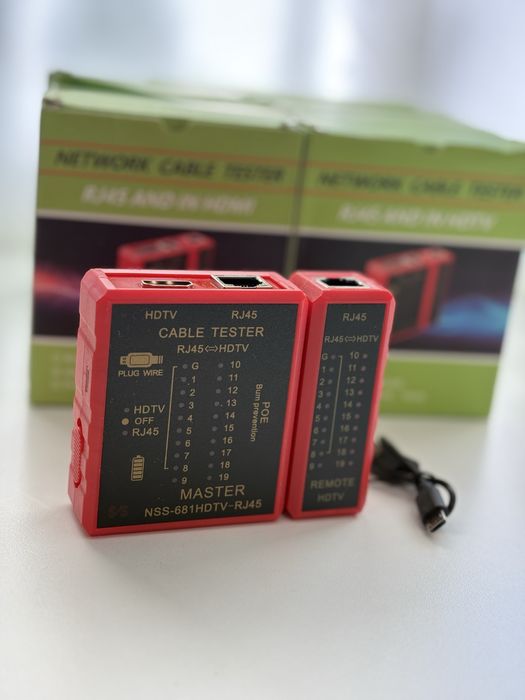 NETWORK CABLE TESTER
RJ45 AND IN HDMI
NETWORK CABLE TESTER
RJ45 AND IN HDTV
HDTV RJ45
CABLE TESTER
RJ45⇔HDTV
PLUG WIRE
HDTV
OFF
RJ45
G 10
1 11
2 12
3 13
4 14
5 15
6 16
7 17
8 18
9 19
POE
Burn prevention
MASTER
NSS-681HDTV-RJ45
RJ45
RJ45⇔HDTV
G 10
1 11
2 12
3 13
4 14
5 15
6 16
7 17
8 18
9 19
REMOTE
HDTV